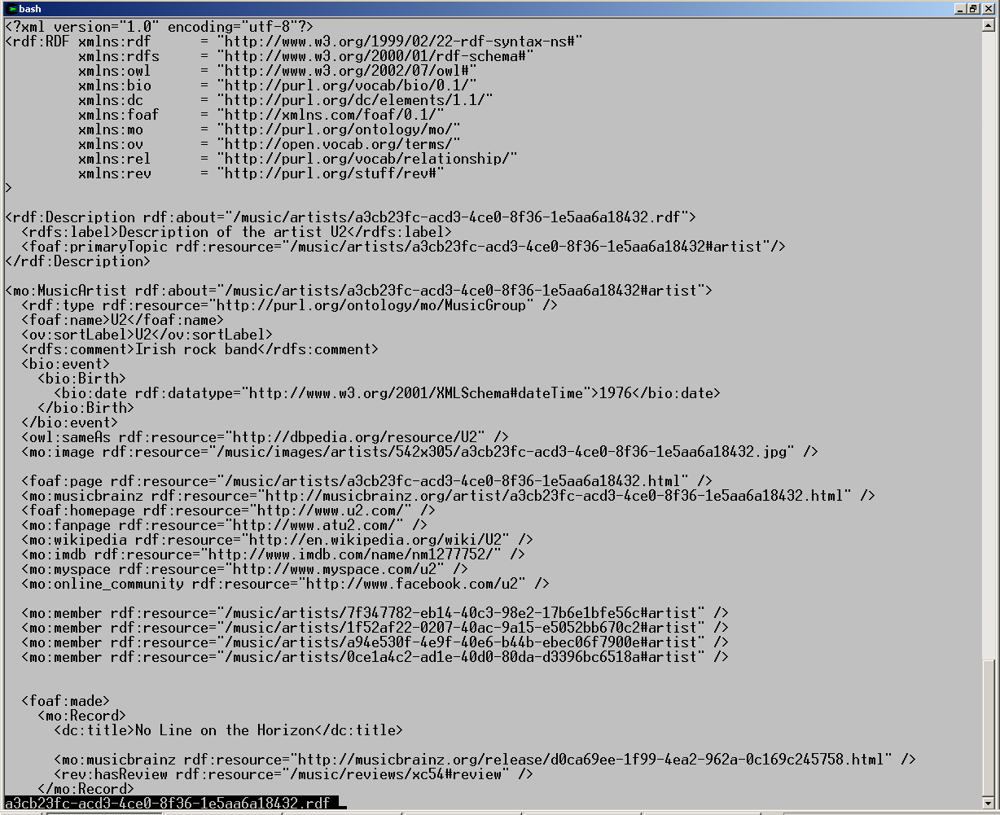 bash
<?xml version="1.0" encoding="utf-8"?>
<rdf:RDF xmlns:rdf      = "http://www.w3.org/1999/02/22-rdf-syntax-ns#"
         xmlns:rdfs     = "http://www.w3.org/2000/01/rdf-schema#"
         xmlns:owl      = "http://www.w3.org/2002/07/owl#"
         xmlns:bio      = "http://purl.org/vocab/bio/0.1/"
         xmlns:dc       = "http://purl.org/dc/elements/1.1/"
         xmlns:foaf     = "http://xmlns.com/foaf/0.1/"
         xmlns:mo       = "http://purl.org/ontology/mo/"
         xmlns:ov       = "http://open.vocab.org/terms/"
         xmlns:rel      = "http://purl.org/vocab/relationship/"
         xmlns:rev      = "http://purl.org/stuff/rev#"
>

<rdf:Description rdf:about="/music/artists/a3cb23fc-acd3-4ce0-8f36-1e5aa6a18432.rdf">
  <rdfs:label>Description of the artist U2</rdfs:label>
  <foaf:primaryTopic rdf:resource="/music/artists/a3cb23fc-acd3-4ce0-8f36-1e5aa6a18432#artist"/>
</rdf:Description>

<mo:MusicArtist rdf:about="/music/artists/a3cb23fc-acd3-4ce0-8f36-1e5aa6a18432#artist">
  <rdf:type rdf:resource="http://purl.org/ontology/mo/MusicGroup" />
  <foaf:name>U2</foaf:name>
  <ov:sortLabel>U2</ov:sortLabel>
  <rdfs:comment>Irish rock band</rdfs:comment>
  <bio:event>
    <bio:Birth>
      <bio:date rdf:datatype="http://www.w3.org/2001/XMLSchema#dateTime">1976</bio:date>
    </bio:Birth>
  </bio:event>
  <owl:sameAs rdf:resource="http://dbpedia.org/resource/U2" />
  <mo:image rdf:resource="/music/images/artists/542x305/a3cb23fc-acd3-4ce0-8f36-1e5aa6a18432.jpg" />

  <foaf:page rdf:resource="/music/artists/a3cb23fc-acd3-4ce0-8f36-1e5aa6a18432.html" />
  <mo:musicbrainz rdf:resource="http://musicbrainz.org/artist/a3cb23fc-acd3-4ce0-8f36-1e5aa6a18432.html" />
  <foaf:homepage rdf:resource="http://www.u2.com/" />
  <mo:fanpage rdf:resource="http://www.atu2.com/" />
  <mo:wikipedia rdf:resource="http://en.wikipedia.org/wiki/U2" />
  <mo:imdb rdf:resource="http://www.imdb.com/name/nm1277752/" />
  <mo:myspace rdf:resource="http://www.myspace.com/u2" />
  <mo:online_community rdf:resource="http://www.facebook.com/u2" />

  <mo:member rdf:resource="/music/artists/7f347782-eb14-40c3-98e2-17b6e1bfe56c#artist" />
  <mo:member rdf:resource="/music/artists/1f52af22-0207-40ac-9a15-e5052bb670c2#artist" />
  <mo:member rdf:resource="/music/artists/a94e530f-4e9f-40e6-b44b-ebec06f7900e#artist" />
  <mo:member rdf:resource="/music/artists/0ce1a4c2-ad1e-40d0-80da-d3396bc6518a#artist" />

  <foaf:made>
    <mo:Record>
      <dc:title>No Line on the Horizon</dc:title>

      <mo:musicbrainz rdf:resource="http://musicbrainz.org/release/d0ca69ee-1f99-4ea2-962a-0c169c245758.html" />
      <rev:hasReview rdf:resource="/music/reviews/xc54#review" />
    </mo:Record>
a3cb23fc-acd3-4ce0-8f36-1e5aa6a18432.rdf